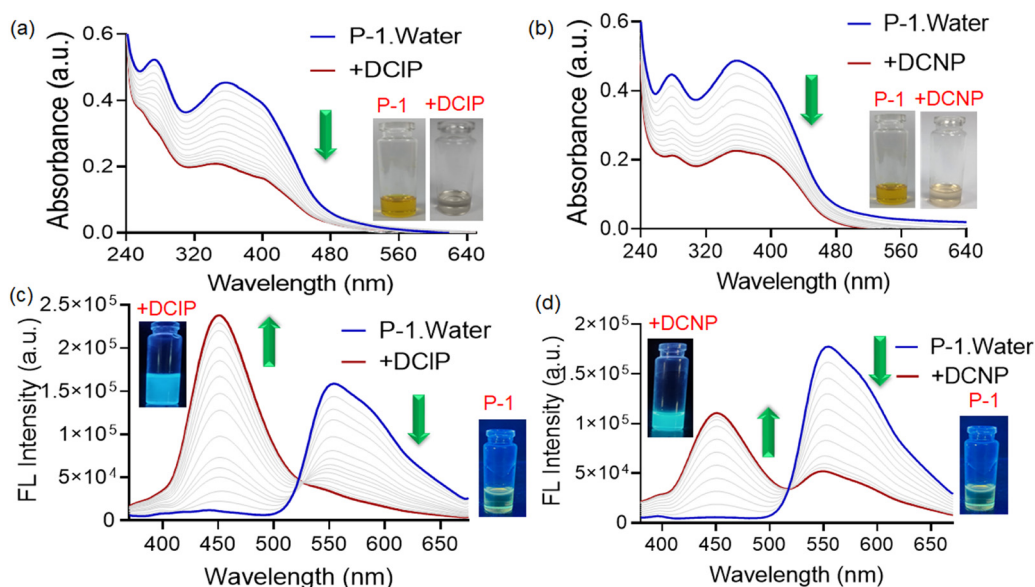 (a)
P-1.Water
+DCIP
P-1
+DCIP
Absorbance (a.u.)
0.6
0.4
0.2
0.0
240 320 400 480 560 640
Wavelength (nm)
(b)
P-1.Water
+DCNP
P-1
+DCNP
Absorbance (a.u.)
0.6
0.4
0.2
0.0
240 320 400 480 560 640
Wavelength (nm)
(c)
+DCIP
P-1.Water
+DCIP
P-1
FL Intensity (a.u.)
2.5×10⁵
2×10⁵
1.5×10⁵
1×10⁵
5×10⁴
0
400 450 500 550 600 650
Wavelength (nm)
(d)
+DCNP
P-1.Water
+DCNP
P-1
FL Intensity (a.u.)
2×10⁵
1.5×10⁵
1×10⁵
5×10⁴
0
400 450 500 550 600 650
Wavelength (nm)